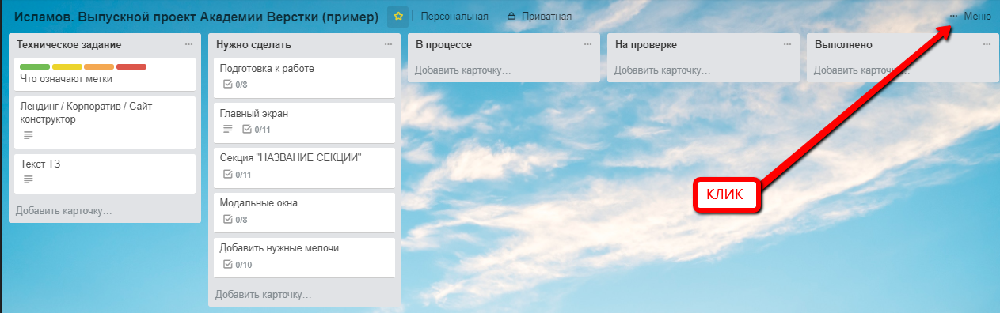 Исламов. Выпускной проект Академии Верстки (пример)
Персональная
Приватная
... Меню
Техническое задание
Что означают метки
Лендинг / Корпоратив / Сайт-
конструктор
Текст ТЗ
Добавить карточку...
Нужно сделать
Подготовка к работе
0/8
Главный экран
0/11
Секция "НАЗВАНИЕ СЕКЦИИ"
0/11
Модальные окна
0/8
Добавить нужные мелочи
0/10
Добавить карточку...
В процессе
Добавить карточку...
На проверке
Добавить карточку...
Выполнено
Добавить карточку...
КЛИК